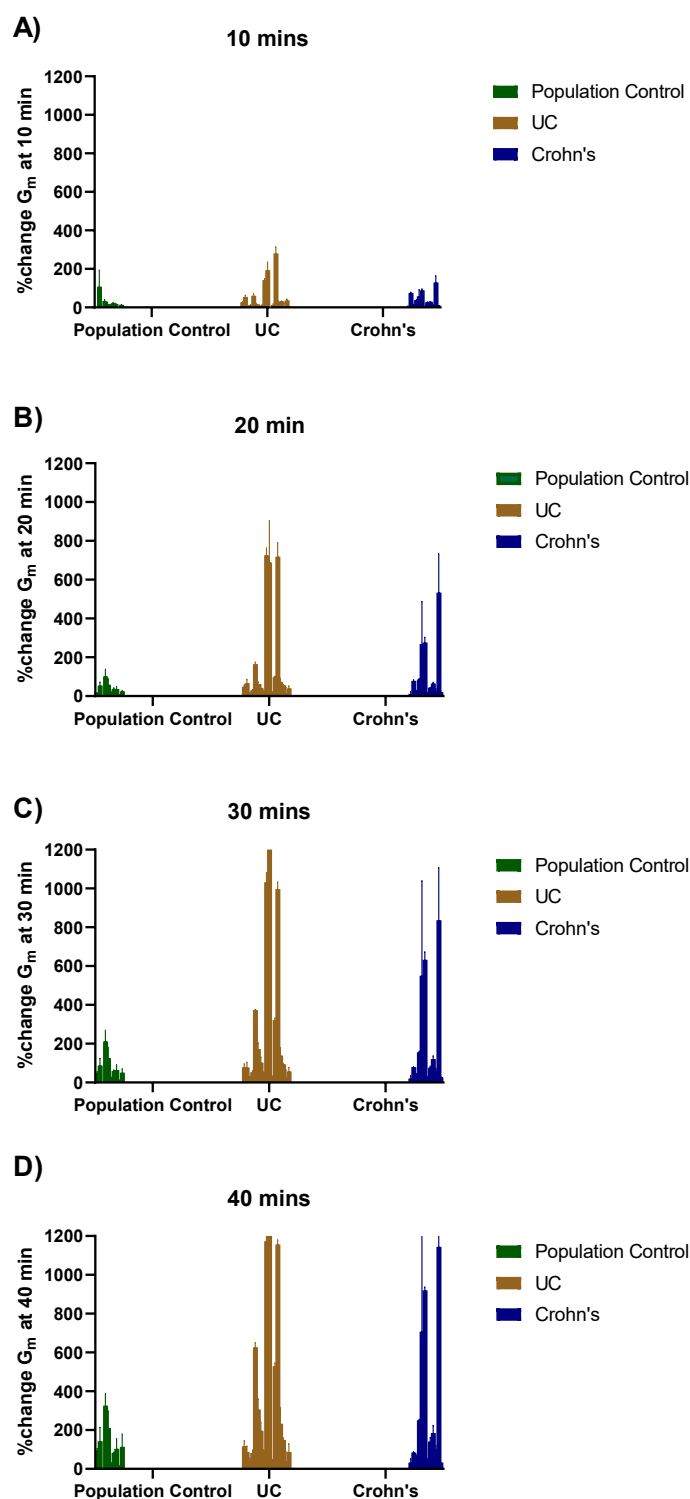 A)
10 mins
%change Gm at 10 min
1200
1000
800
600
400
200
0
Population Control
UC
Crohn's
Population Control
UC
Crohn's
B)
20 min
%change Gm at 20 min
1200
1000
800
600
400
200
0
Population Control
UC
Crohn's
Population Control
UC
Crohn's
C)
30 mins
%change Gm at 30 min
1200
1000
800
600
400
200
0
Population Control
UC
Crohn's
Population Control
UC
Crohn's
D)
40 mins
%change Gm at 40 min
1200
1000
800
600
400
200
0
Population Control
UC
Crohn's
Population Control
UC
Crohn's